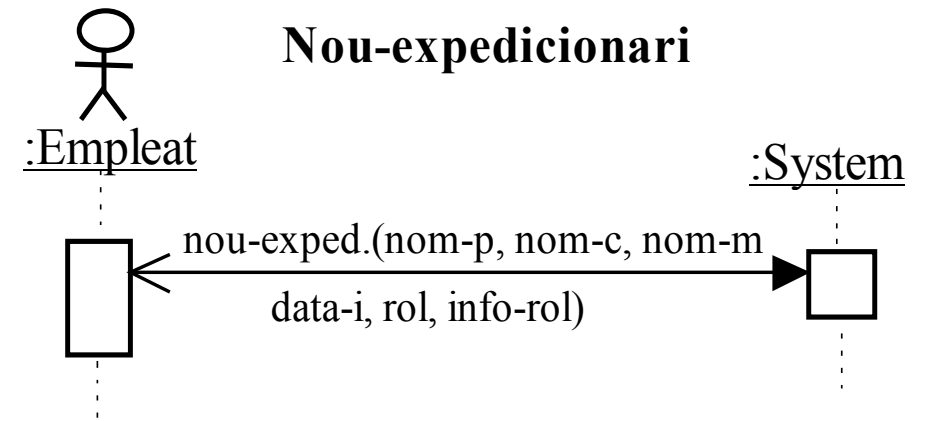 Nou-expedicionari
:Empleat
:System
nou-exped.(nom-p, nom-c, nom-m
data-i, rol, info-rol)